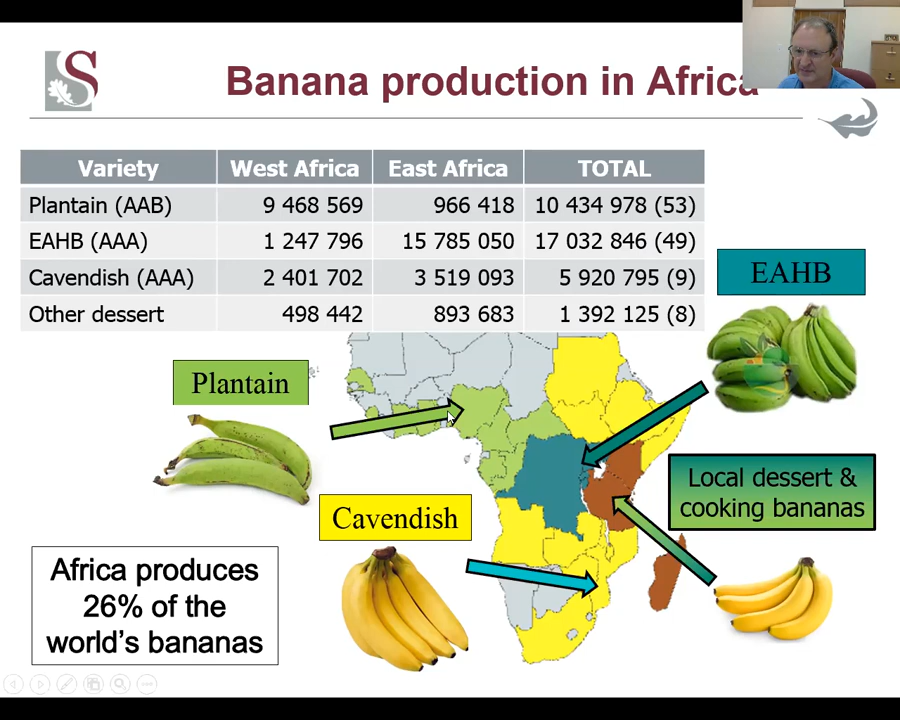 S
Banana production in Africa
Variety West Africa East Africa TOTAL
Plantain (AAB) 9 468 569 966 418 10 434 978 (53)
EAHB (AAA) 1 247 796 15 785 050 17 032 846 (49)
Cavendish (AAA) 2 401 702 3 519 093 5 920 795 (9)
Other dessert 498 442 893 683 1 392 125 (8)
EAHB
Plantain
Local dessert &
cooking bananas
Cavendish
Africa produces
26% of the
world's bananas